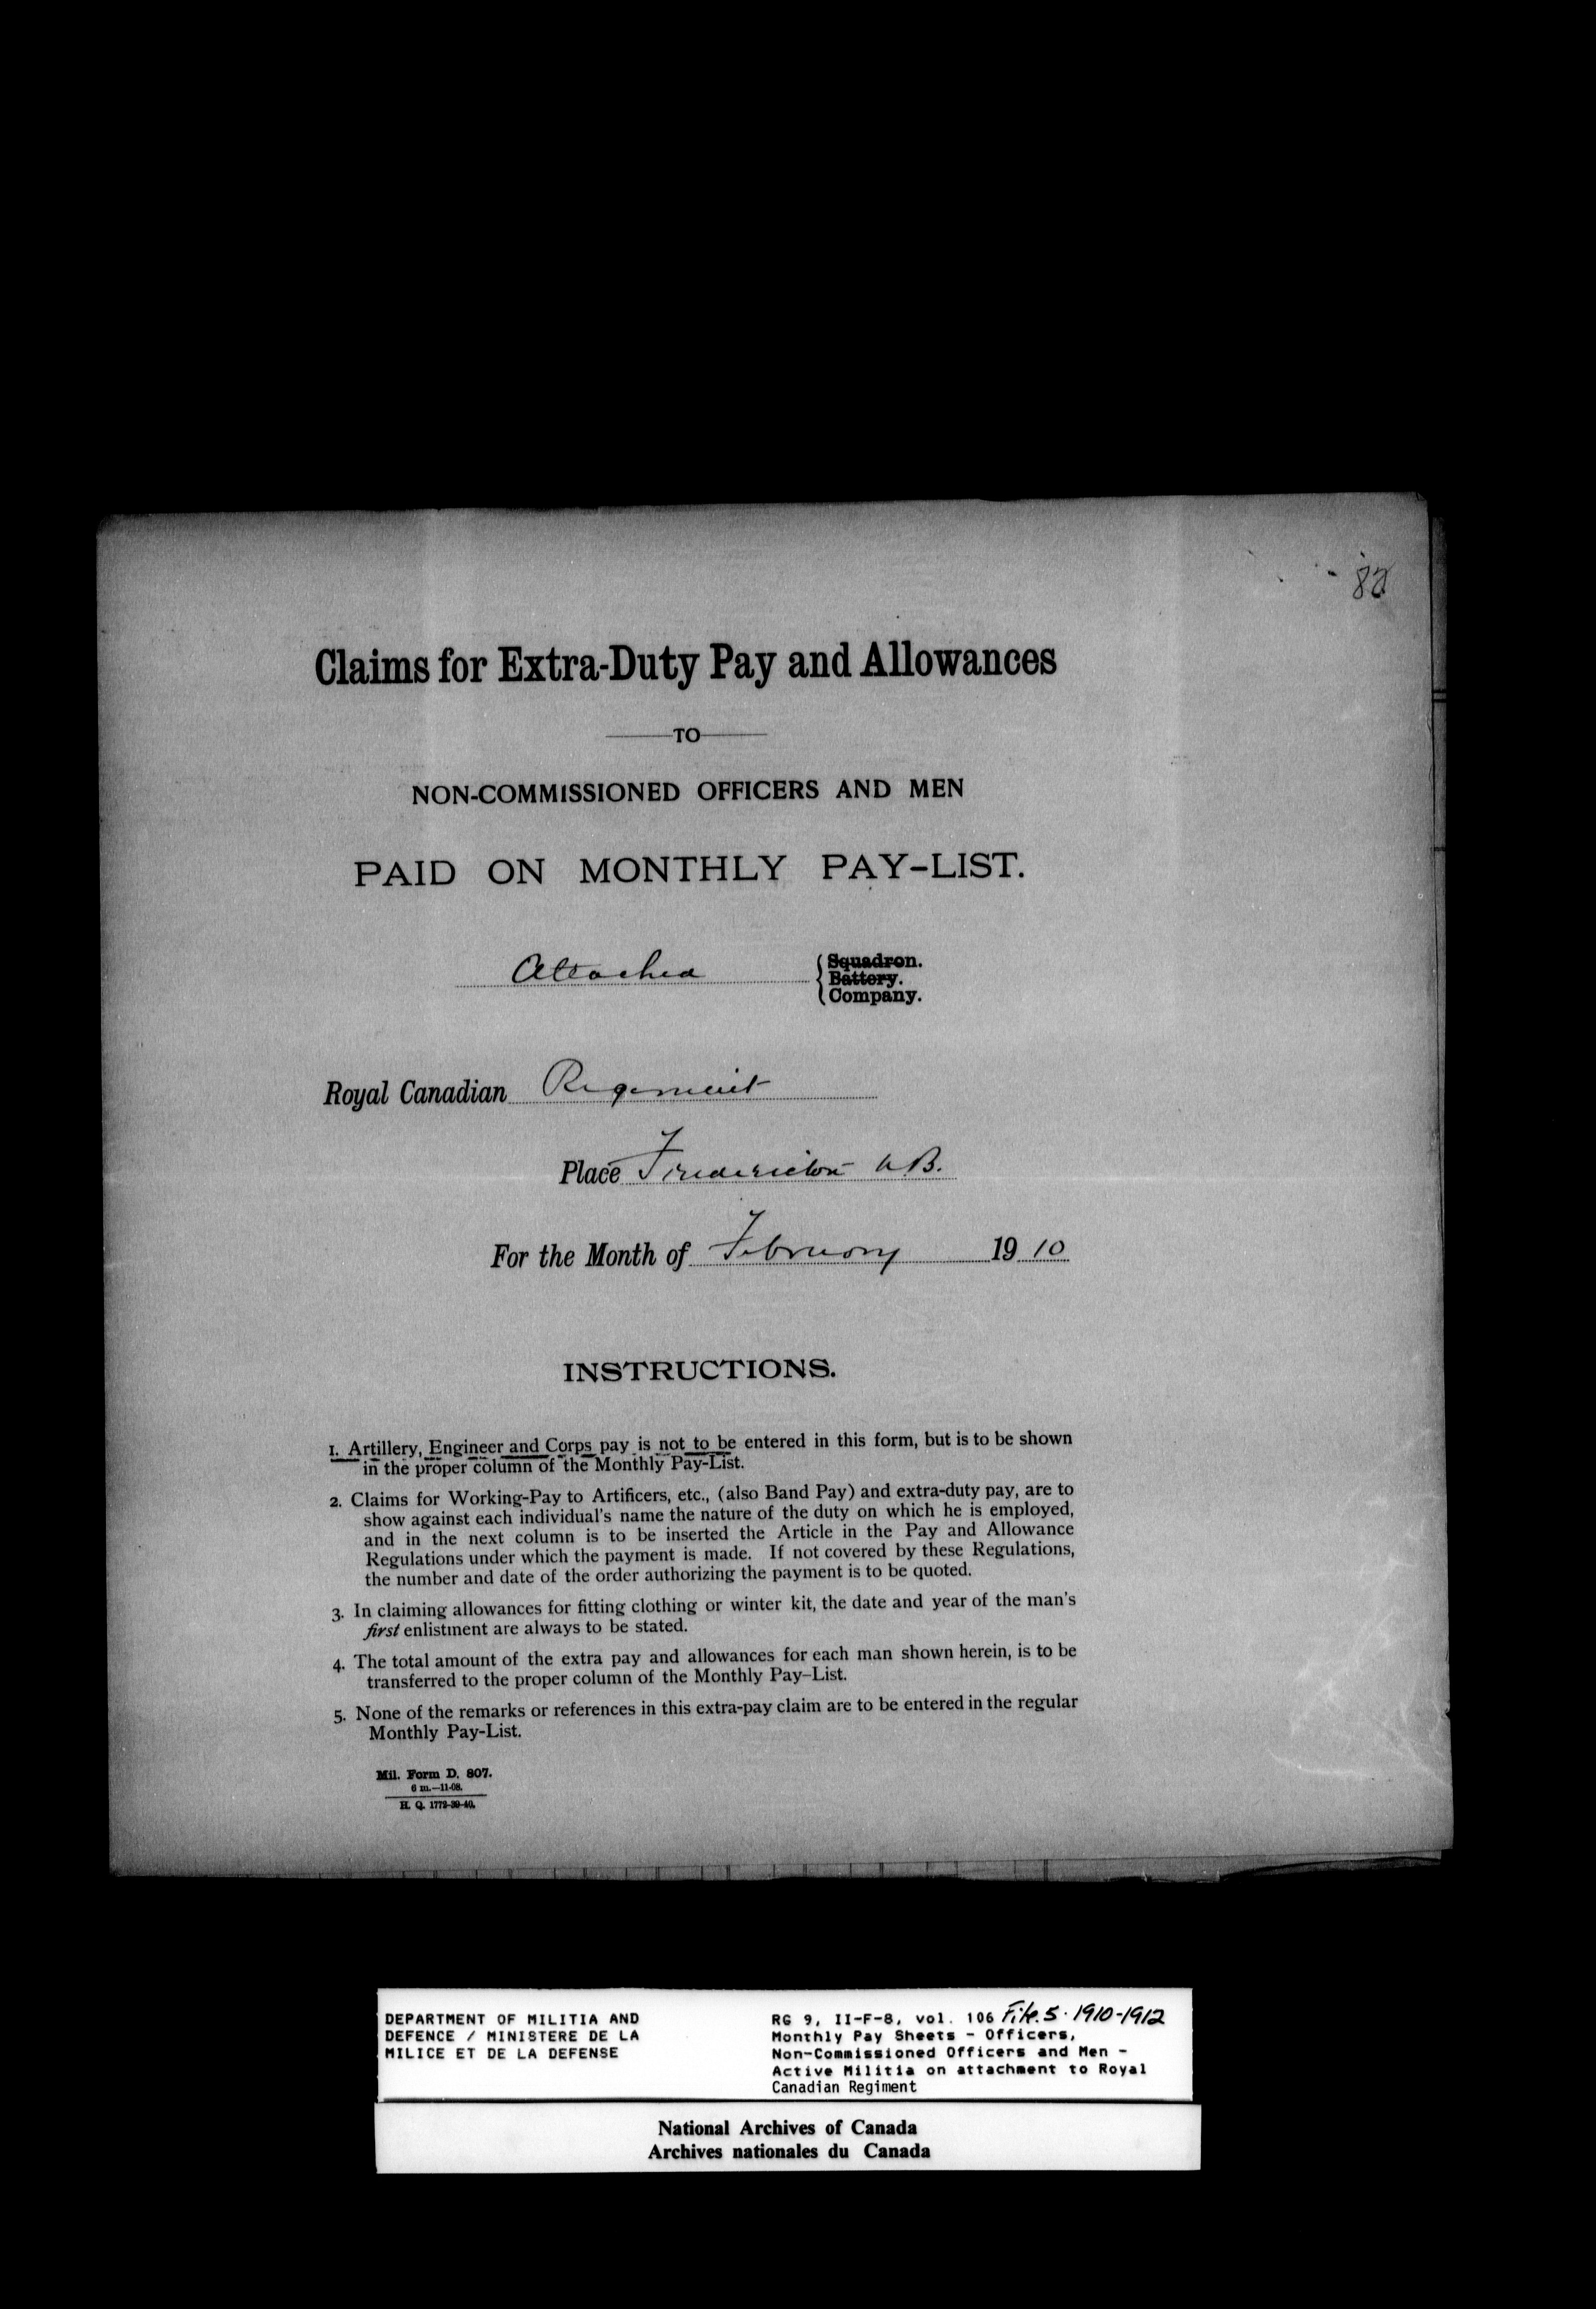 82
Claims for Extra-Duty Pay and Allowances
TO
NON-COMMISSIONED OFFICERS AND MEN
PAID ON MONTHLY PAY-LIST.
Attached { Squadron.
Battery.
Company.
Royal Canadian Regiment
Place Fredericton N.B.
For the Month of February 1910
INSTRUCTIONS.
1. Artillery, Engineer and Corps pay is not to be entered in this form, but is to be shown
in the proper column of the Monthly Pay-List.
2. Claims for Working-Pay to Artificers, etc., (also Band Pay) and extra-duty pay, are to
show against each individual's name the nature of the duty on which he is employed,
and in the next column is to be inserted the Article in the Pay and Allowance
Regulations under which the payment is made. If not covered by these Regulations,
the number and date of the order authorizing the payment is to be quoted.
3. In claiming allowances for fitting clothing or winter kit, the date and year of the man's
first enlistment are always to be stated.
4. The total amount of the extra pay and allowances for each man shown herein, is to be
transferred to the proper column of the Monthly Pay-List.
5. None of the remarks or references in this extra-pay claim are to be entered in the regular
Monthly Pay-List.
Mil. Form D. 807.
6 m.—11-08.
H. Q. 1772-39-40.
DEPARTMENT OF MILITIA AND
DEFENCE / MINISTERE DE LA
MILICE ET DE LA DEFENSE
RG 9, II-F-8, vol. 106 File.5. 1910-1912
Monthly Pay Sheets - Officers,
Non-Commissioned Officers and Men -
Active Militia on attachment to Royal
Canadian Regiment
National Archives of Canada
Archives nationales du Canada